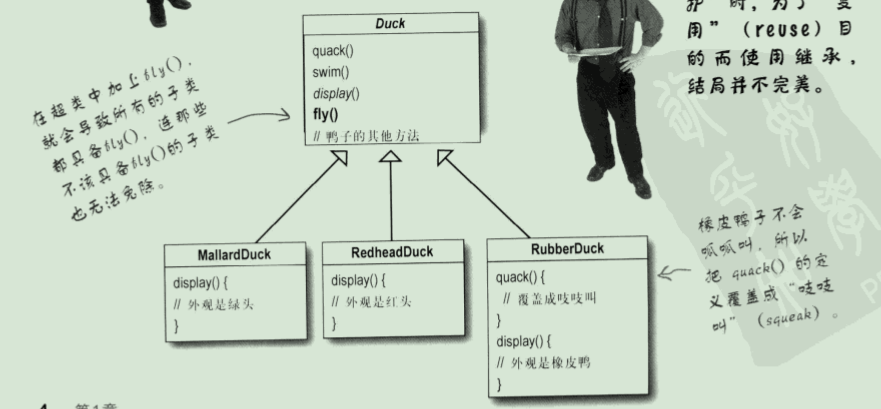 护”时，为了“复
用”（reuse）目
的而使用继承，
结局并不完美。
Duck
quack()
swim()
display()
fly()
// 鸭子的其他方法
在超类中加上fly()，
就会导致所有的子类
都具备fly()，连那些
不该具备fly()的子类
也无法免除。
MallardDuck
display() {
// 外观是绿头
}
RedheadDuck
display() {
// 外观是红头
}
RubberDuck
quack() {
// 覆盖成吱吱叫
}
display() {
// 外观是橡皮鸭
}
橡皮鸭子不会
呱呱叫，所以
把 quack() 的定
义覆盖成“吱吱
叫”（squeak）。
第1章